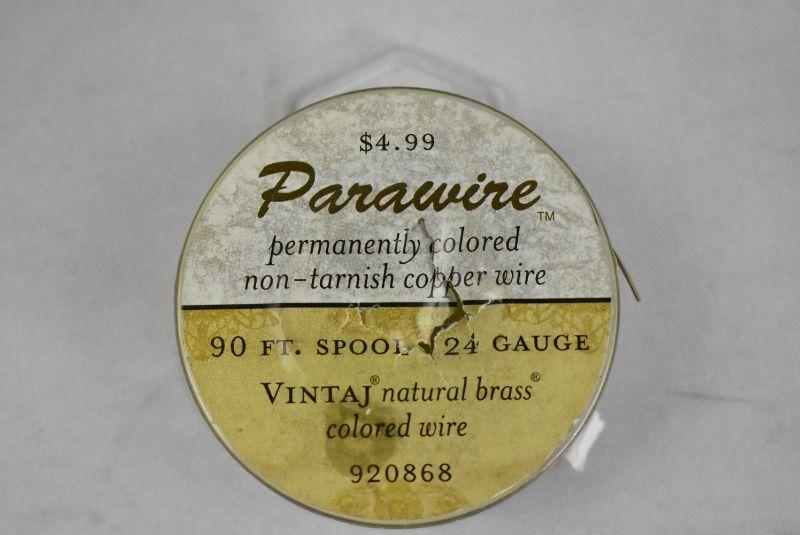 $4.99
Parawire™
permanently colored
non-tarnish copper wire
90 FT. SPOOL 24 GAUGE
VINTAJ® natural brass®
colored wire
920868